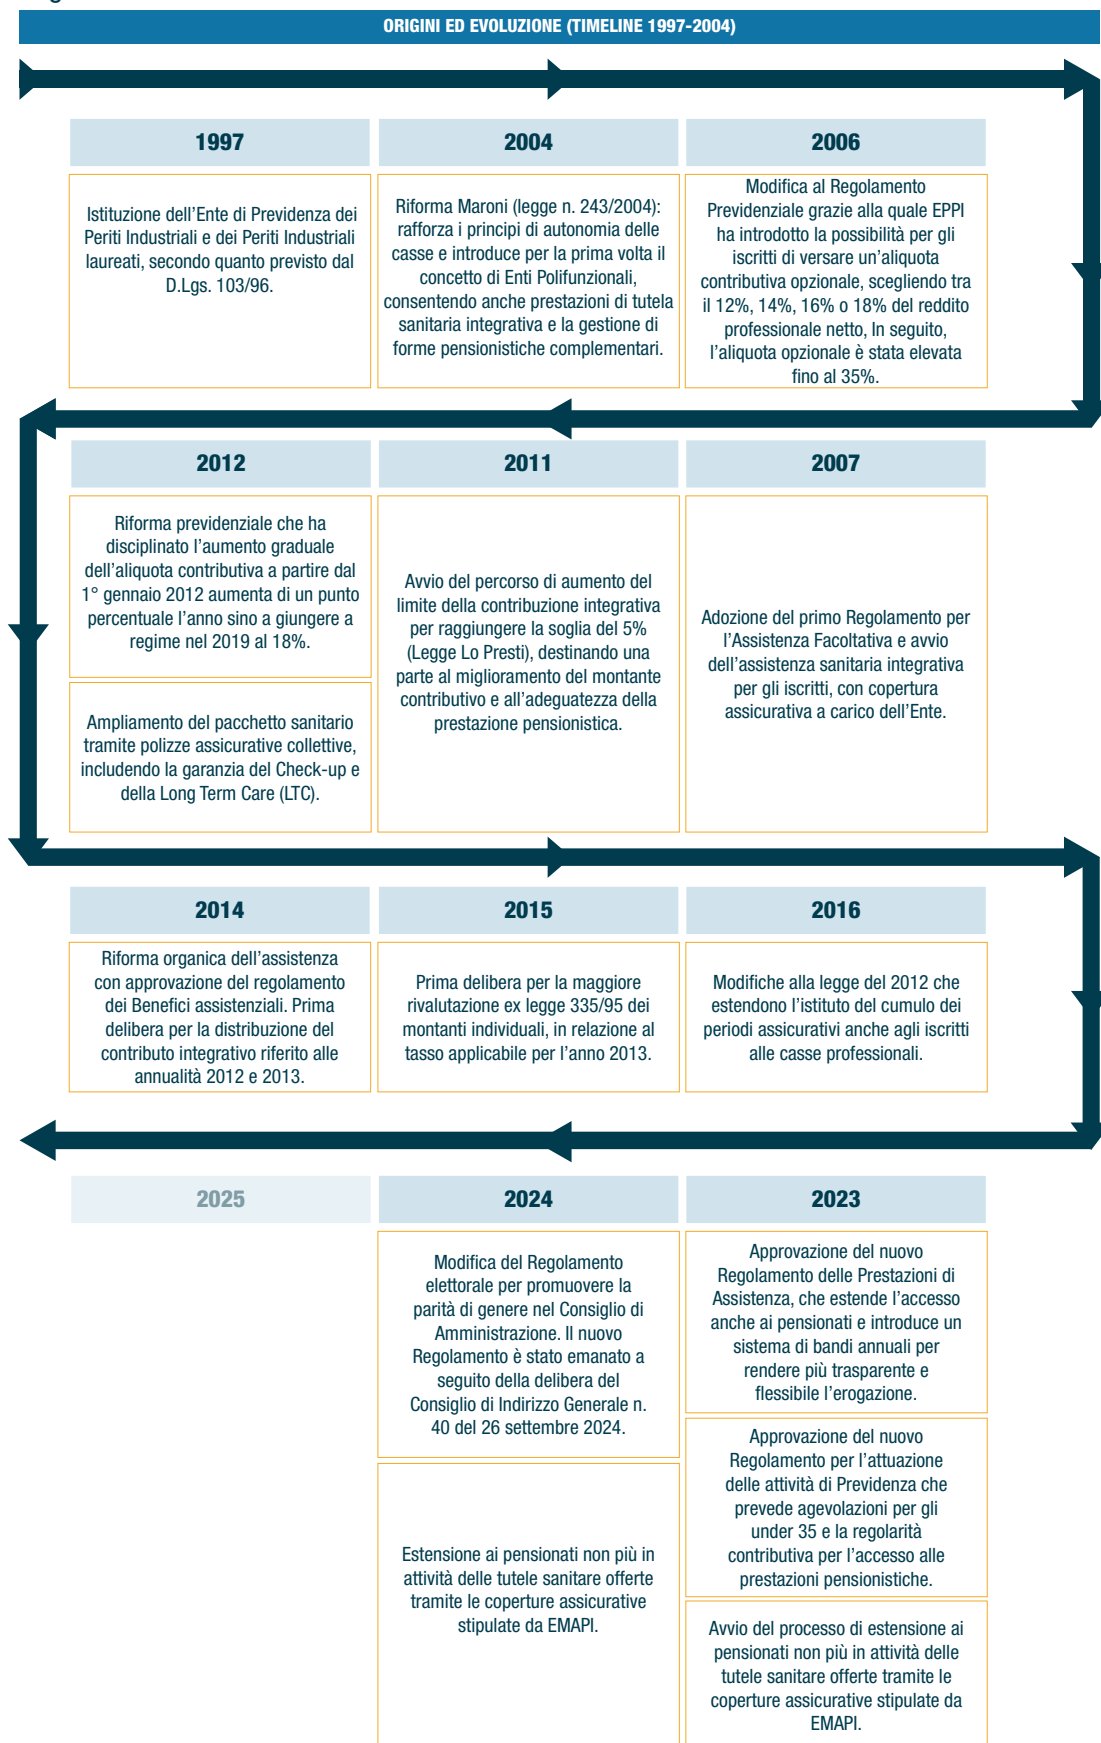 ORIGINI ED EVOLUZIONE (TIMELINE 1997-2004)
1997
Istituzione dell'Ente di Previdenza dei
Periti Industriali e dei Periti Industriali
laureati, secondo quanto previsto dal
D.Lgs. 103/96.
2004
Riforma Maroni (legge n. 243/2004):
rafforza i principi di autonomia delle
casse e introduce per la prima volta il
concetto di Enti Polifunzionali,
consentendo anche prestazioni di tutela
sanitaria integrativa e la gestione di
forme pensionistiche complementari.
2006
Modifica al Regolamento
Previdenziale grazie alla quale EPPI
ha introdotto la possibilità per gli
iscritti di versare un'aliquota
contributiva opzionale, scegliendo tra
il 12%, 14%, 16% o 18% del reddito
professionale netto, In seguito,
l'aliquota opzionale è stata elevata
fino al 35%.
2012
Riforma previdenziale che ha
disciplinato l'aumento graduale
dell'aliquota contributiva a partire dal
1° gennaio 2012 aumenta di un punto
percentuale l'anno sino a giungere a
regime nel 2019 al 18%.
Ampliamento del pacchetto sanitario
tramite polizze assicurative collettive,
includendo la garanzia del Check-up e
della Long Term Care (LTC).
2011
Avvio del percorso di aumento del
limite della contribuzione integrativa
per raggiungere la soglia del 5%
(Legge Lo Presti), destinando una
parte al miglioramento del montante
contributivo e all'adeguatezza della
prestazione pensionistica.
2007
Adozione del primo Regolamento per
l'Assistenza Facoltativa e avvio
dell'assistenza sanitaria integrativa
per gli iscritti, con copertura
assicurativa a carico dell'Ente.
2014
Riforma organica dell'assistenza
con approvazione del regolamento
dei Benefici assistenziali. Prima
delibera per la distribuzione del
contributo integrativo riferito alle
annualità 2012 e 2013.
2015
Prima delibera per la maggiore
rivalutazione ex legge 335/95 dei
montanti individuali, in relazione al
tasso applicabile per l'anno 2013.
2016
Modifiche alla legge del 2012 che
estendono l'istituto del cumulo dei
periodi assicurativi anche agli iscritti
alle casse professionali.
2025
2024
Modifica del Regolamento
elettorale per promuovere la
parità di genere nel Consiglio di
Amministrazione. Il nuovo
Regolamento è stato emanato a
seguito della delibera del
Consiglio di Indirizzo Generale n.
40 del 26 settembre 2024.
Estensione ai pensionati non più in
attività delle tutele sanitare offerte
tramite le coperture assicurative
stipulate da EMAPI.
2023
Approvazione del nuovo
Regolamento delle Prestazioni di
Assistenza, che estende l'accesso
anche ai pensionati e introduce un
sistema di bandi annuali per
rendere più trasparente e
flessibile l'erogazione.
Approvazione del nuovo
Regolamento per l'attuazione
delle attività di Previdenza che
prevede agevolazioni per gli
under 35 e la regolarità
contributiva per l'accesso alle
prestazioni pensionistiche.
Avvio del processo di estensione ai
pensionati non più in attività delle
tutele sanitare offerte tramite le
coperture assicurative stipulate da
EMAPI.